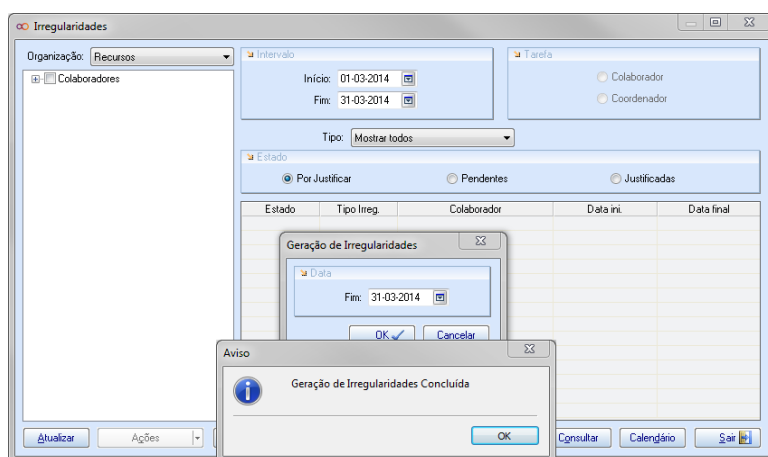 Irregularidades
Organização: Recursos
Colaboradores
Intervalo
Início: 01-03-2014
Fim: 31-03-2014
Tarefa
Colaborador
Coordenador
Tipo: Mostrar todos
Estado
Por Justificar Pendentes Justificadas
Estado Tipo Irreg. Colaborador Data ini. Data final
Geração de Irregularidades
Data
Fim: 31-03-2014
OK Cancelar
Aviso
Geração de Irregularidades Concluída
OK
Atualizar Ações Consultar Calendário Sair